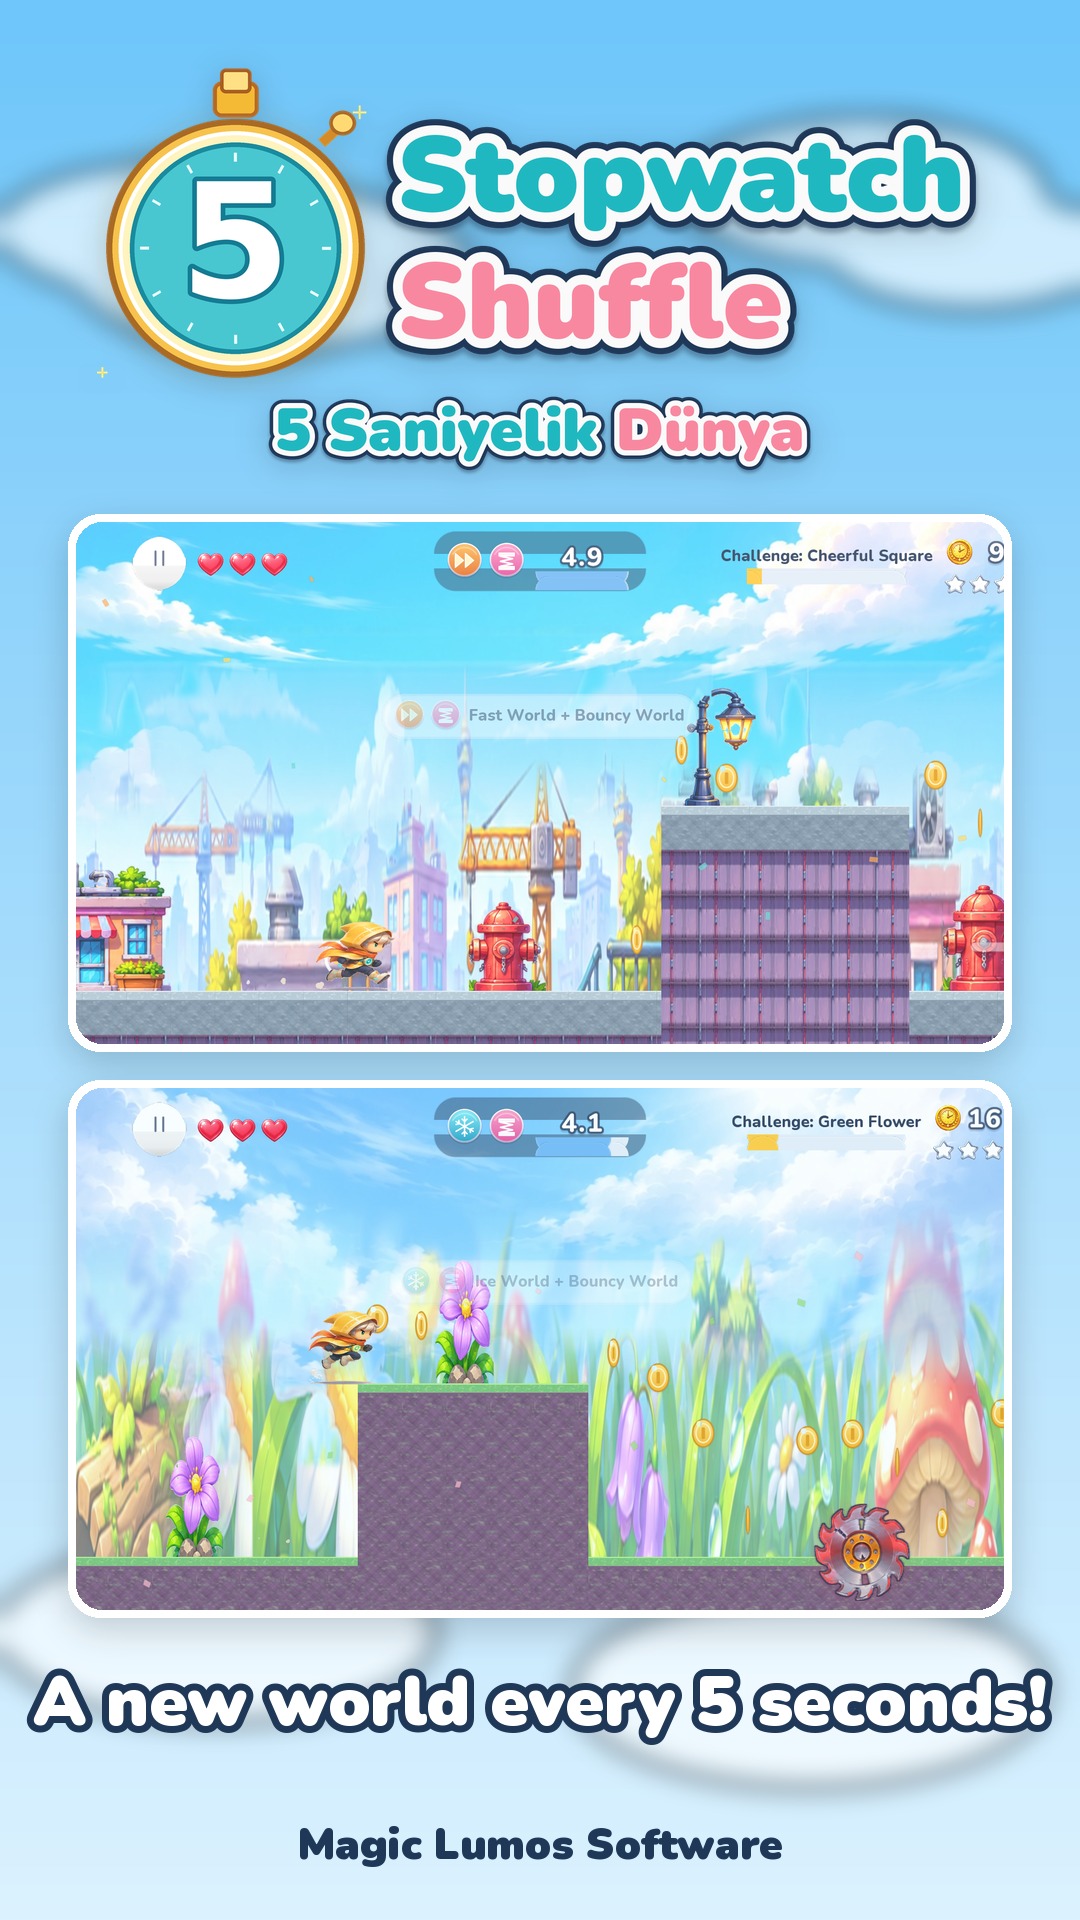 5
Stopwatch
Shuffle
5 Saniyelik Dünya
4.9
Challenge: Cheerful Square
9
Fast World + Bouncy World
4.1
Challenge: Green Flower
16
Ice World + Bouncy World
A new world every 5 seconds!
Magic Lumos Software